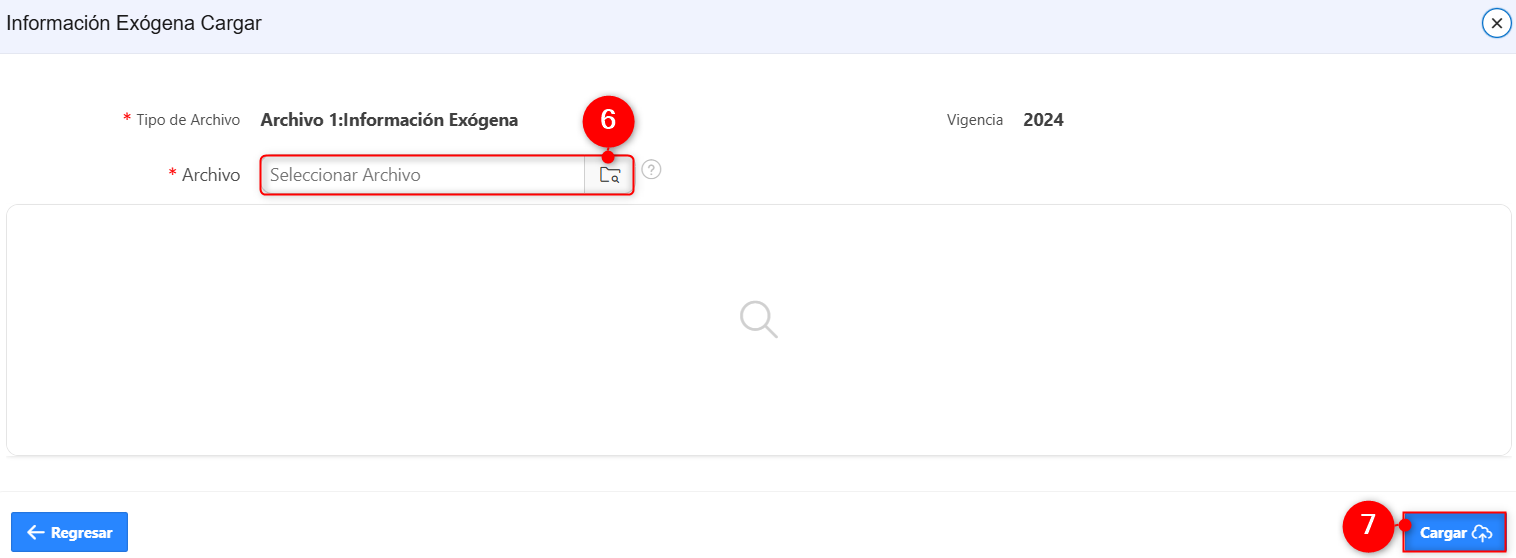 Información Exógena Cargar
* Tipo de Archivo Archivo 1:Información Exógena 6 Vigencia 2024
* Archivo Seleccionar Archivo ?
Regresar 7 Cargar